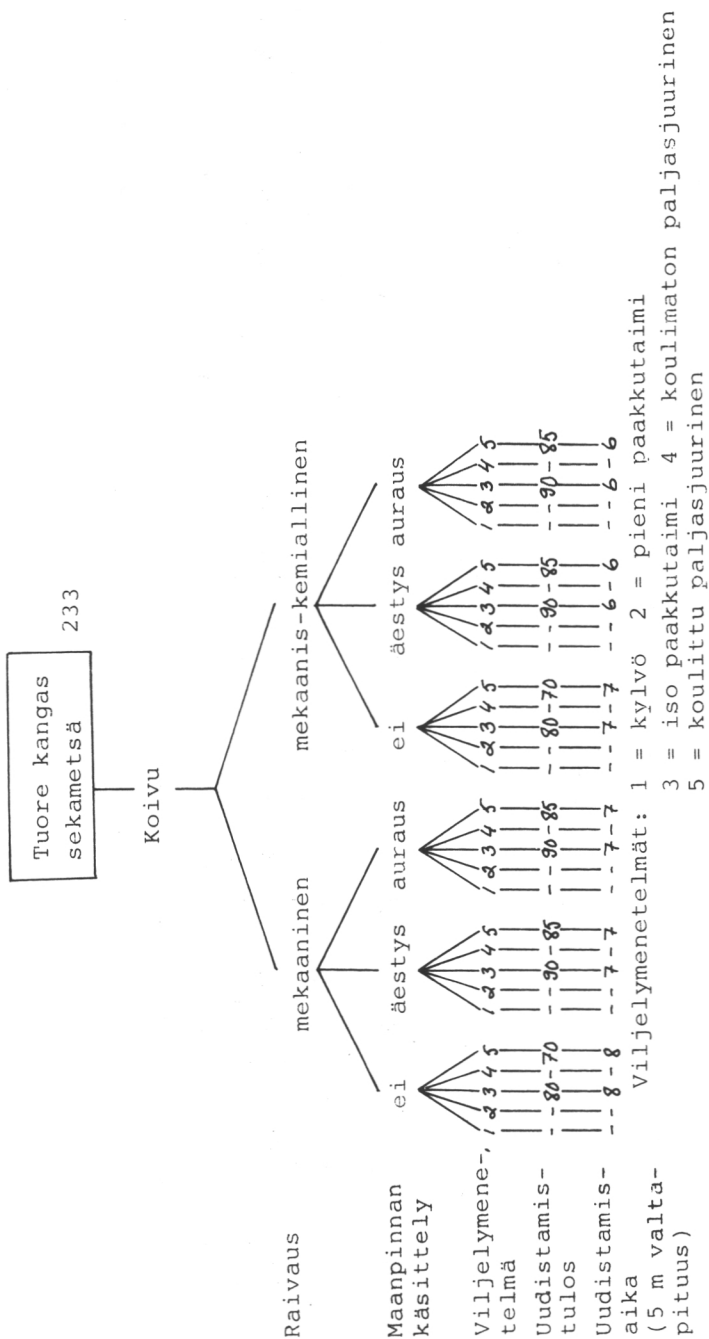 Tuore kangas
sekametsä
233
Koivu
Raivaus mekaaninen mekaanis-kemiallinen
Maanpinnan
käsittely ei äestys auraus ei äestys auraus
Viljelymene-, 1 2 3 4 5 1 2 3 4 5 1 2 3 4 5 1 2 3 4 5 1 2 3 4 5 1 2 3 4 5
telmä
Uudistamis- - - 80 - 70 - - 90 - 85 - - 90 - 85 - - 80 - 70 - - 90 - 85 - - 90 - 85
tulos
Uudistamis- - - 8 - 8 - - 7 - 7 - - 7 - 7 - - 7 - 7 - - 6 - 6 - - 6 - 6
aika
(5 m valta-
pituus)
Viljelymenetelmät: 1 = kylvö 2 = pieni paakkutaimi
3 = iso paakkutaimi 4 = koulimaton paljasjuurinen
5 = koulittu paljasjuurinen